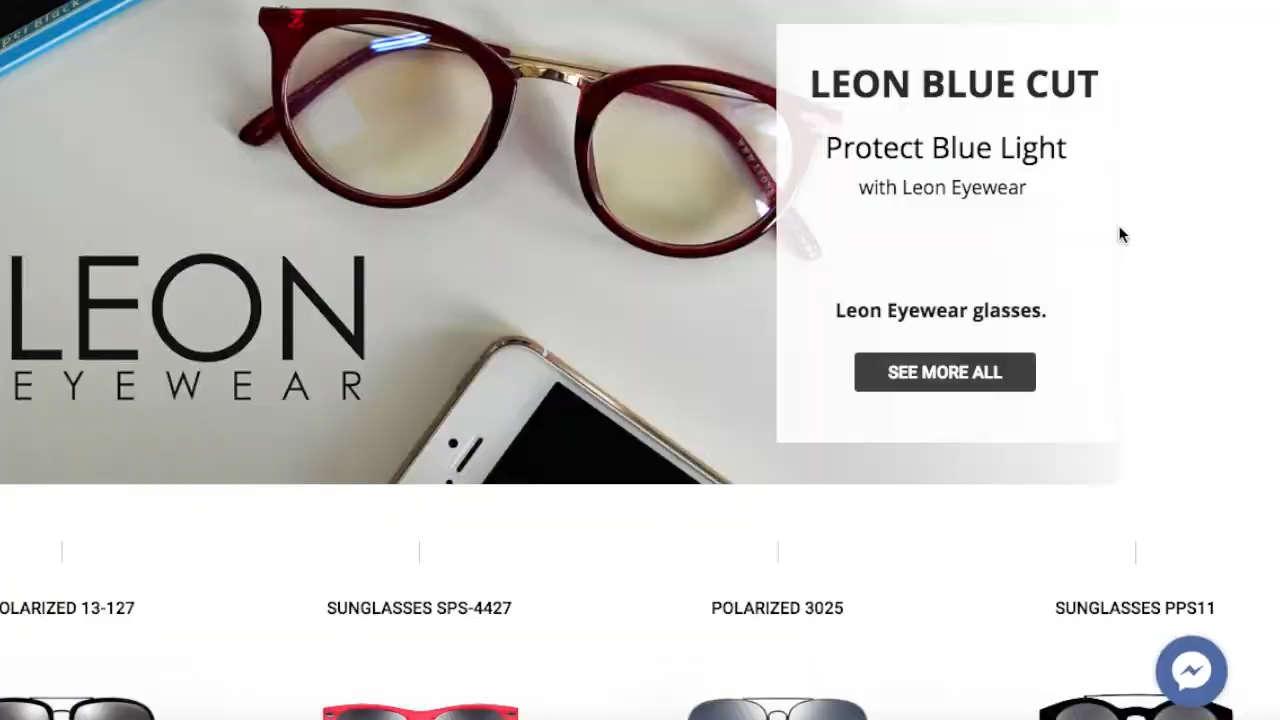 LEON BLUE CUT
Protect Blue Light
with Leon Eyewear
LEON
EYEWEAR
Leon Eyewear glasses.
SEE MORE ALL
OLARIZED 13-127
SUNGLASSES SPS-4427
POLARIZED 3025
SUNGLASSES PPS11